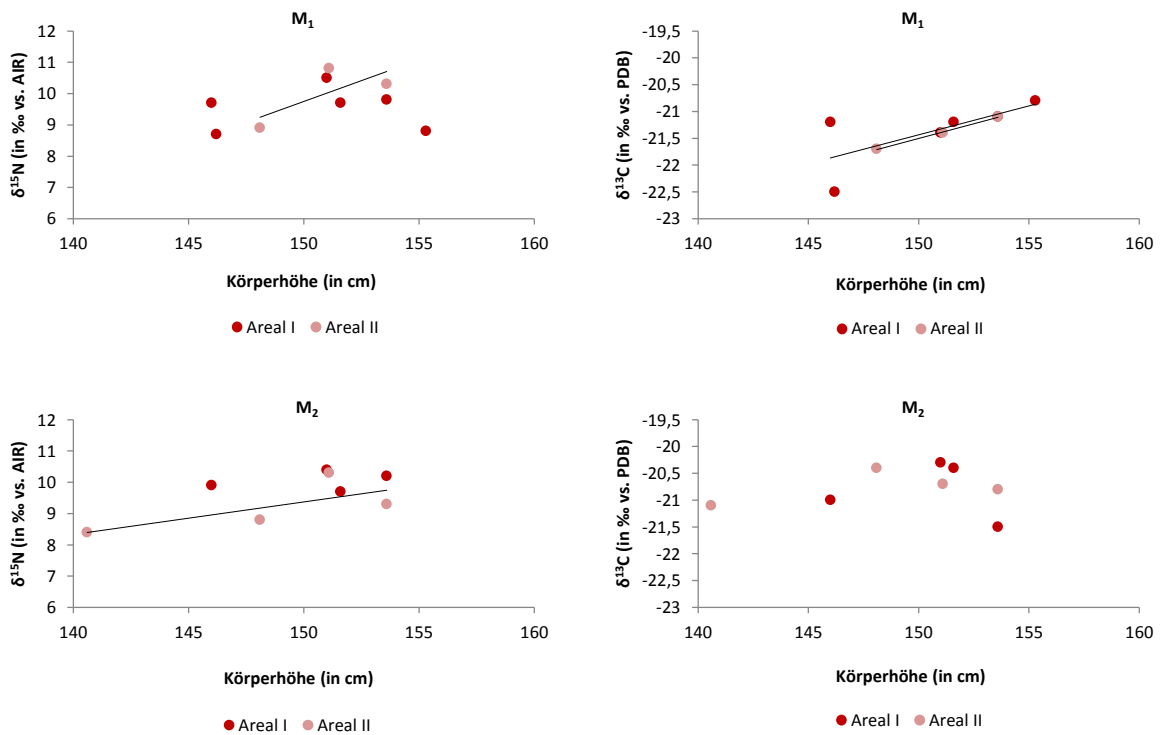 M₁
δ¹⁵N (in ‰ vs. AIR)
12
11
10
9
8
7
6
140 145 150 155 160
Körperhöhe (in cm)
Areal I Areal II
M₁
δ¹³C (in ‰ vs. PDB)
-19,5
-20
-20,5
-21
-21,5
-22
-22,5
-23
140 145 150 155 160
Körperhöhe (in cm)
Areal I Areal II
M₂
δ¹⁵N (in ‰ vs. AIR)
12
11
10
9
8
7
6
140 145 150 155 160
Körperhöhe (in cm)
Areal I Areal II
M₂
δ¹³C (in ‰ vs. PDB)
-19,5
-20
-20,5
-21
-21,5
-22
-22,5
-23
140 145 150 155 160
Körperhöhe (in cm)
Areal I Areal II